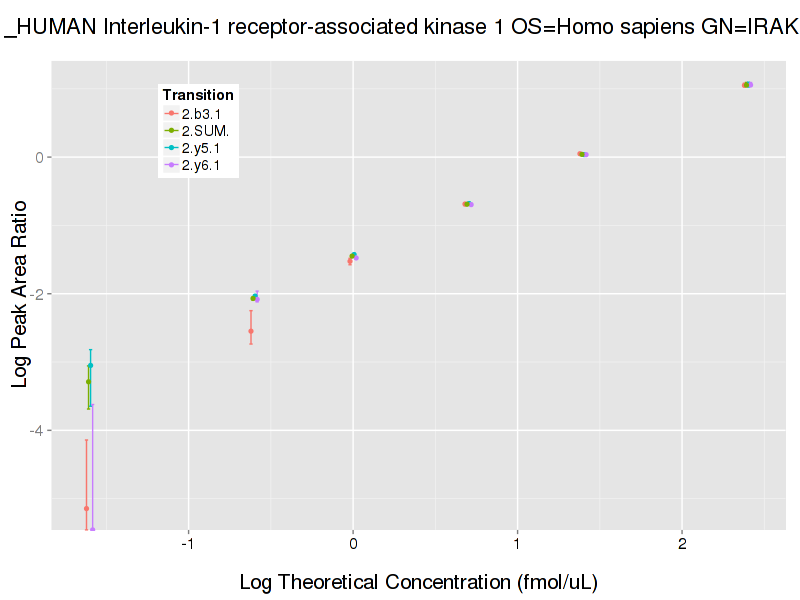 _HUMAN Interleukin-1 receptor-associated kinase 1 OS=Homo sapiens GN=IRAK
Transition
2.b3.1
2.SUM.
2.y5.1
2.y6.1
Log Peak Area Ratio
0
-2
-4
-1 0 1 2
Log Theoretical Concentration (fmol/uL)